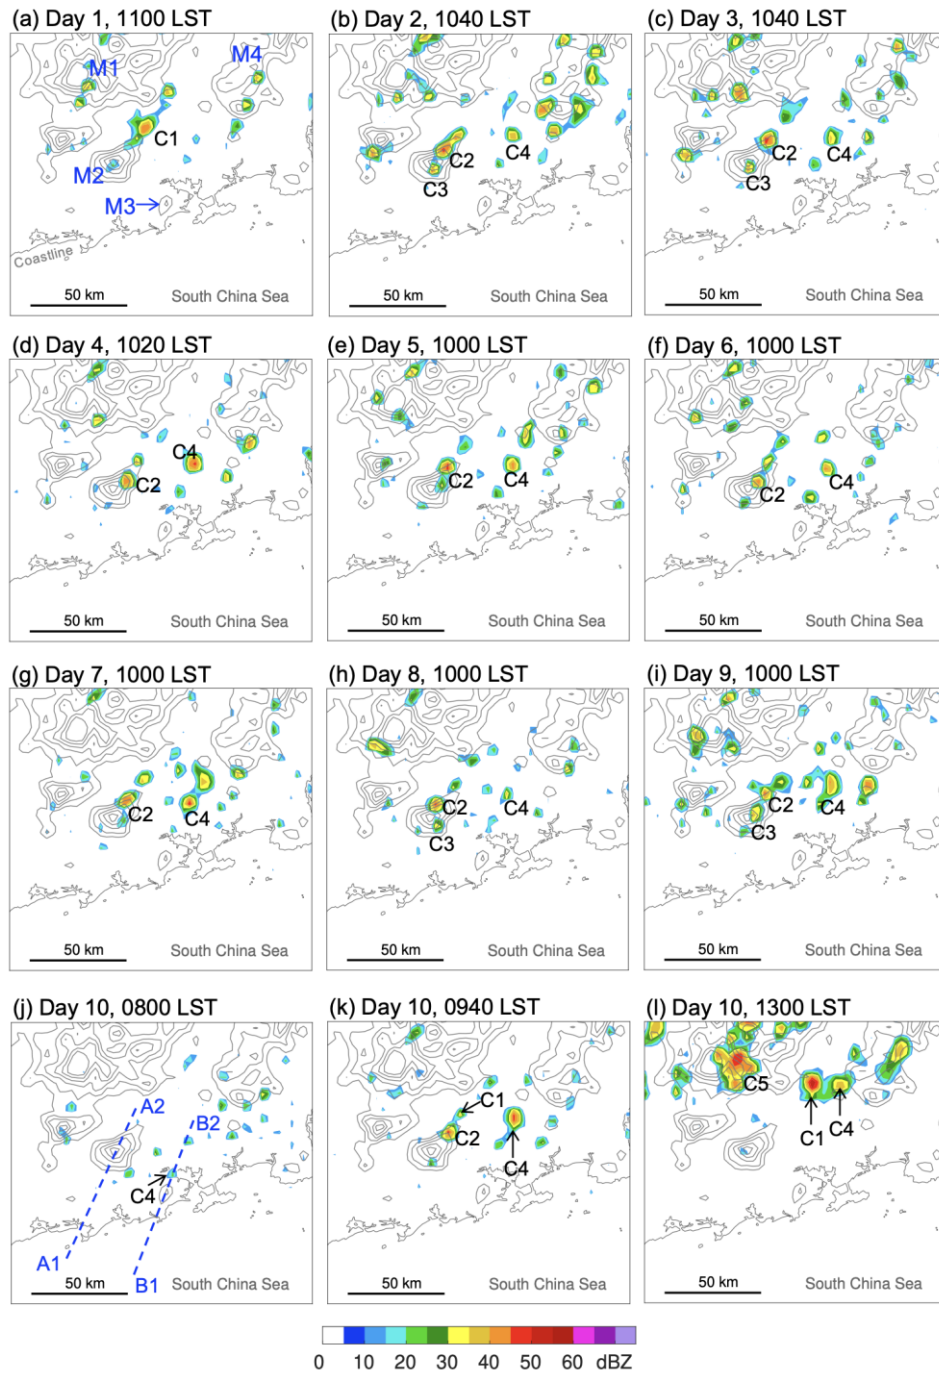 (a) Day 1, 1100 LST
M1
M4
C1
M2
M3
Coastline
50 km
South China Sea
(b) Day 2, 1040 LST
C2
C4
C3
50 km
South China Sea
(c) Day 3, 1040 LST
C2
C4
C3
50 km
South China Sea
(d) Day 4, 1020 LST
C4
C2
50 km
South China Sea
(e) Day 5, 1000 LST
C2
C4
50 km
South China Sea
(f) Day 6, 1000 LST
C4
C2
50 km
South China Sea
(g) Day 7, 1000 LST
C2
C4
50 km
South China Sea
(h) Day 8, 1000 LST
C2
C4
C3
50 km
South China Sea
(i) Day 9, 1000 LST
C2
C4
C3
50 km
South China Sea
(j) Day 10, 0800 LST
A2
B2
C4
A1
B1
50 km
South China Sea
(k) Day 10, 0940 LST
C1
C2
C4
50 km
South China Sea
(l) Day 10, 1300 LST
C5
C1
C4
50 km
South China Sea
0 10 20 30 40 50 60 dBZ